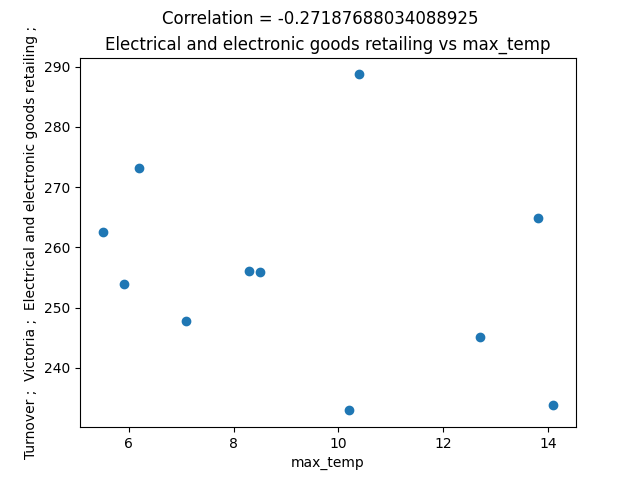 Correlation = -0.27187688034088925
Electrical and electronic goods retailing vs max_temp
Turnover ;  Victoria ;  Electrical and electronic goods retailing ;
290
280
270
260
250
240
6
8
10
12
14
max_temp